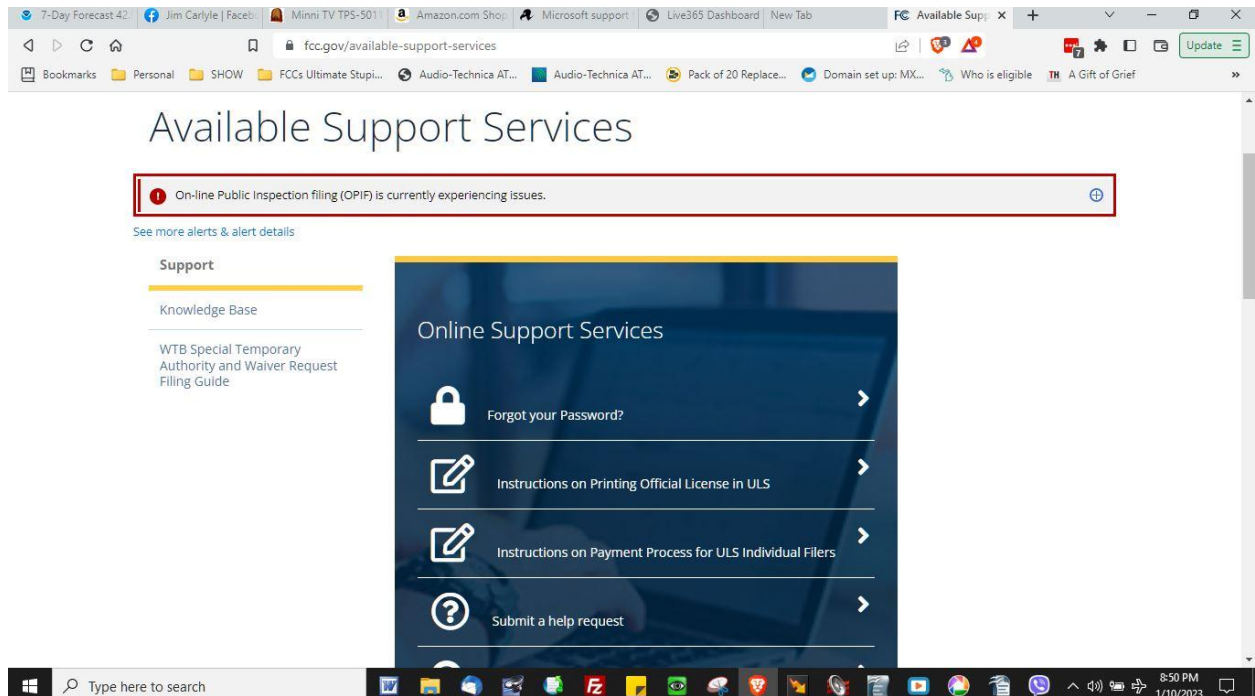 7-Day Forecast 42.
Jim Carlyle | Faceb
Minni TV TPS-5011
Amazon.com Shop
Microsoft support
Live365 Dashboard
New Tab
Available Supp
fcc.gov/available-support-services
Update
Bookmarks
Personal
SHOW
FCCs Ultimate Stupi...
Audio-Technica AT...
Audio-Technica AT...
Pack of 20 Replace...
Domain set up: MX...
Who is eligible
TH A Gift of Grief
»
Available Support Services
On-line Public Inspection filing (OPIF) is currently experiencing issues.
See more alerts & alert details
Support
Knowledge Base
WTB Special Temporary
Authority and Waiver Request
Filing Guide
Online Support Services
Forgot your Password?
Instructions on Printing Official License in ULS
Instructions on Payment Process for ULS Individual Filers
Submit a help request
Type here to search
8:50 PM
1/10/2023